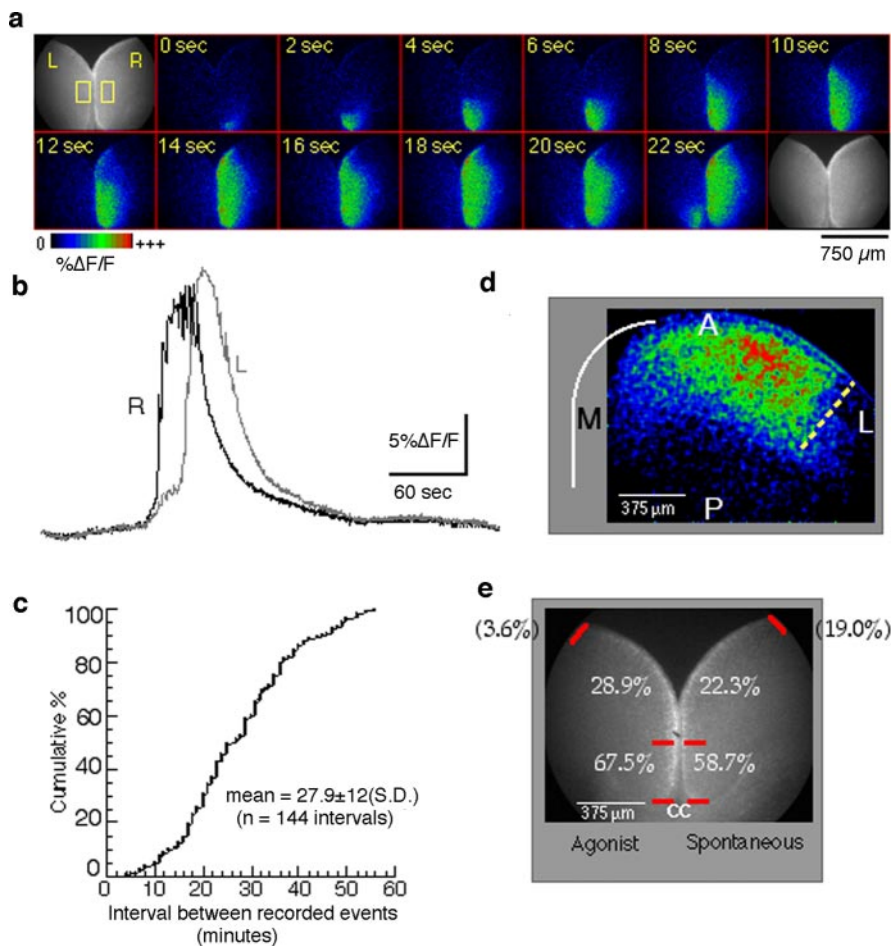 a
L R
0 sec 2 sec 4 sec 6 sec 8 sec 10 sec
12 sec 14 sec 16 sec 18 sec 20 sec 22 sec
0 +++
%ΔF/F
750 µm
b
R
L
5%ΔF/F
60 sec
d
A
M
L
375 µm
P
c
Cumulative %
100
80
60
40
20
0
mean = 27.9±12(S.D.)
(n = 144 intervals)
0 10 20 30 40 50 60
Interval between recorded events
(minutes)
e
(3.6%) (19.0%)
28.9% 22.3%
67.5% 58.7%
375 µm
cc
Agonist Spontaneous